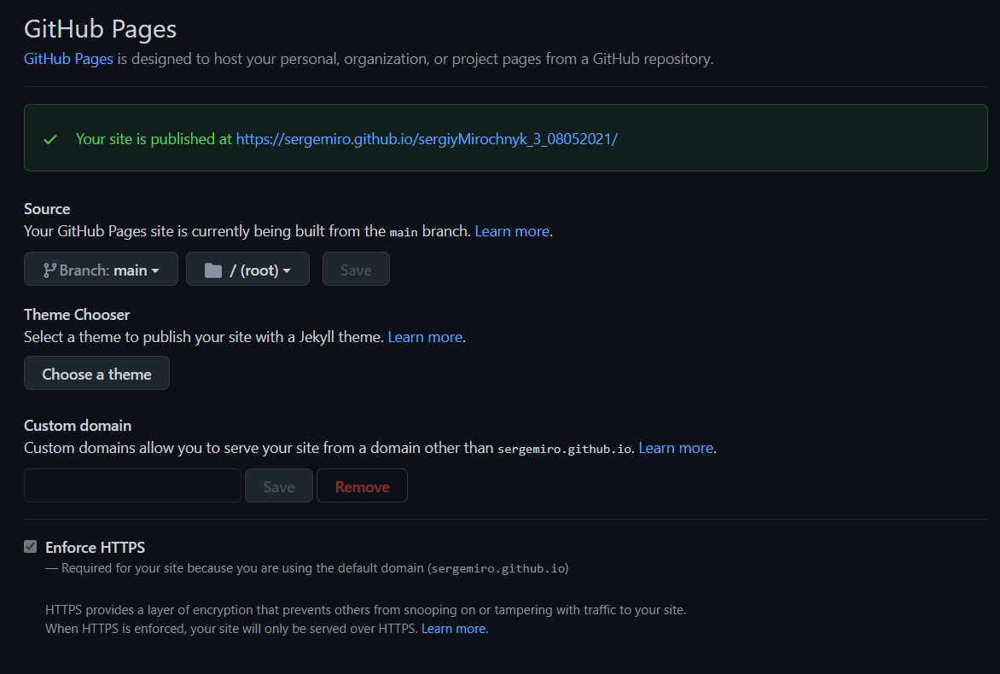 GitHub Pages
GitHub Pages is designed to host your personal, organization, or project pages from a GitHub repository.
Your site is published at https://sergemiro.github.io/sergiyMirochnyk_3_08052021/
Source
Your GitHub Pages site is currently being built from the main branch. Learn more.
Branch: main / (root) Save
Theme Chooser
Select a theme to publish your site with a Jekyll theme. Learn more.
Choose a theme
Custom domain
Custom domains allow you to serve your site from a domain other than sergemiro.github.io. Learn more.
Save Remove
Enforce HTTPS
— Required for your site because you are using the default domain (sergemiro.github.io)
HTTPS provides a layer of encryption that prevents others from snooping on or tampering with traffic to your site.
When HTTPS is enforced, your site will only be served over HTTPS. Learn more.